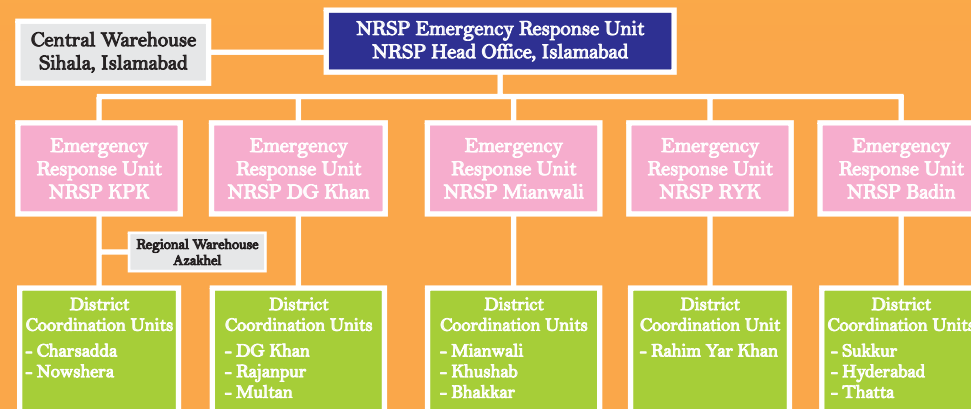 Central Warehouse
Sihala, Islamabad
NRSP Emergency Response Unit
NRSP Head Office, Islamabad
Emergency
Response Unit
NRSP KPK
Emergency
Response Unit
NRSP DG Khan
Emergency
Response Unit
NRSP Mianwali
Emergency
Response Unit
NRSP RYK
Emergency
Response Unit
NRSP Badin
Regional Warehouse
Azakhel
District
Coordination Units
- Charsadda
- Nowshera
District
Coordination Units
- DG Khan
- Rajanpur
- Multan
District
Coordination Units
- Mianwali
- Khushab
- Bhakkar
District
Coordination Unit
- Rahim Yar Khan
District
Coordination Units
- Sukkur
- Hyderabad
- Thatta